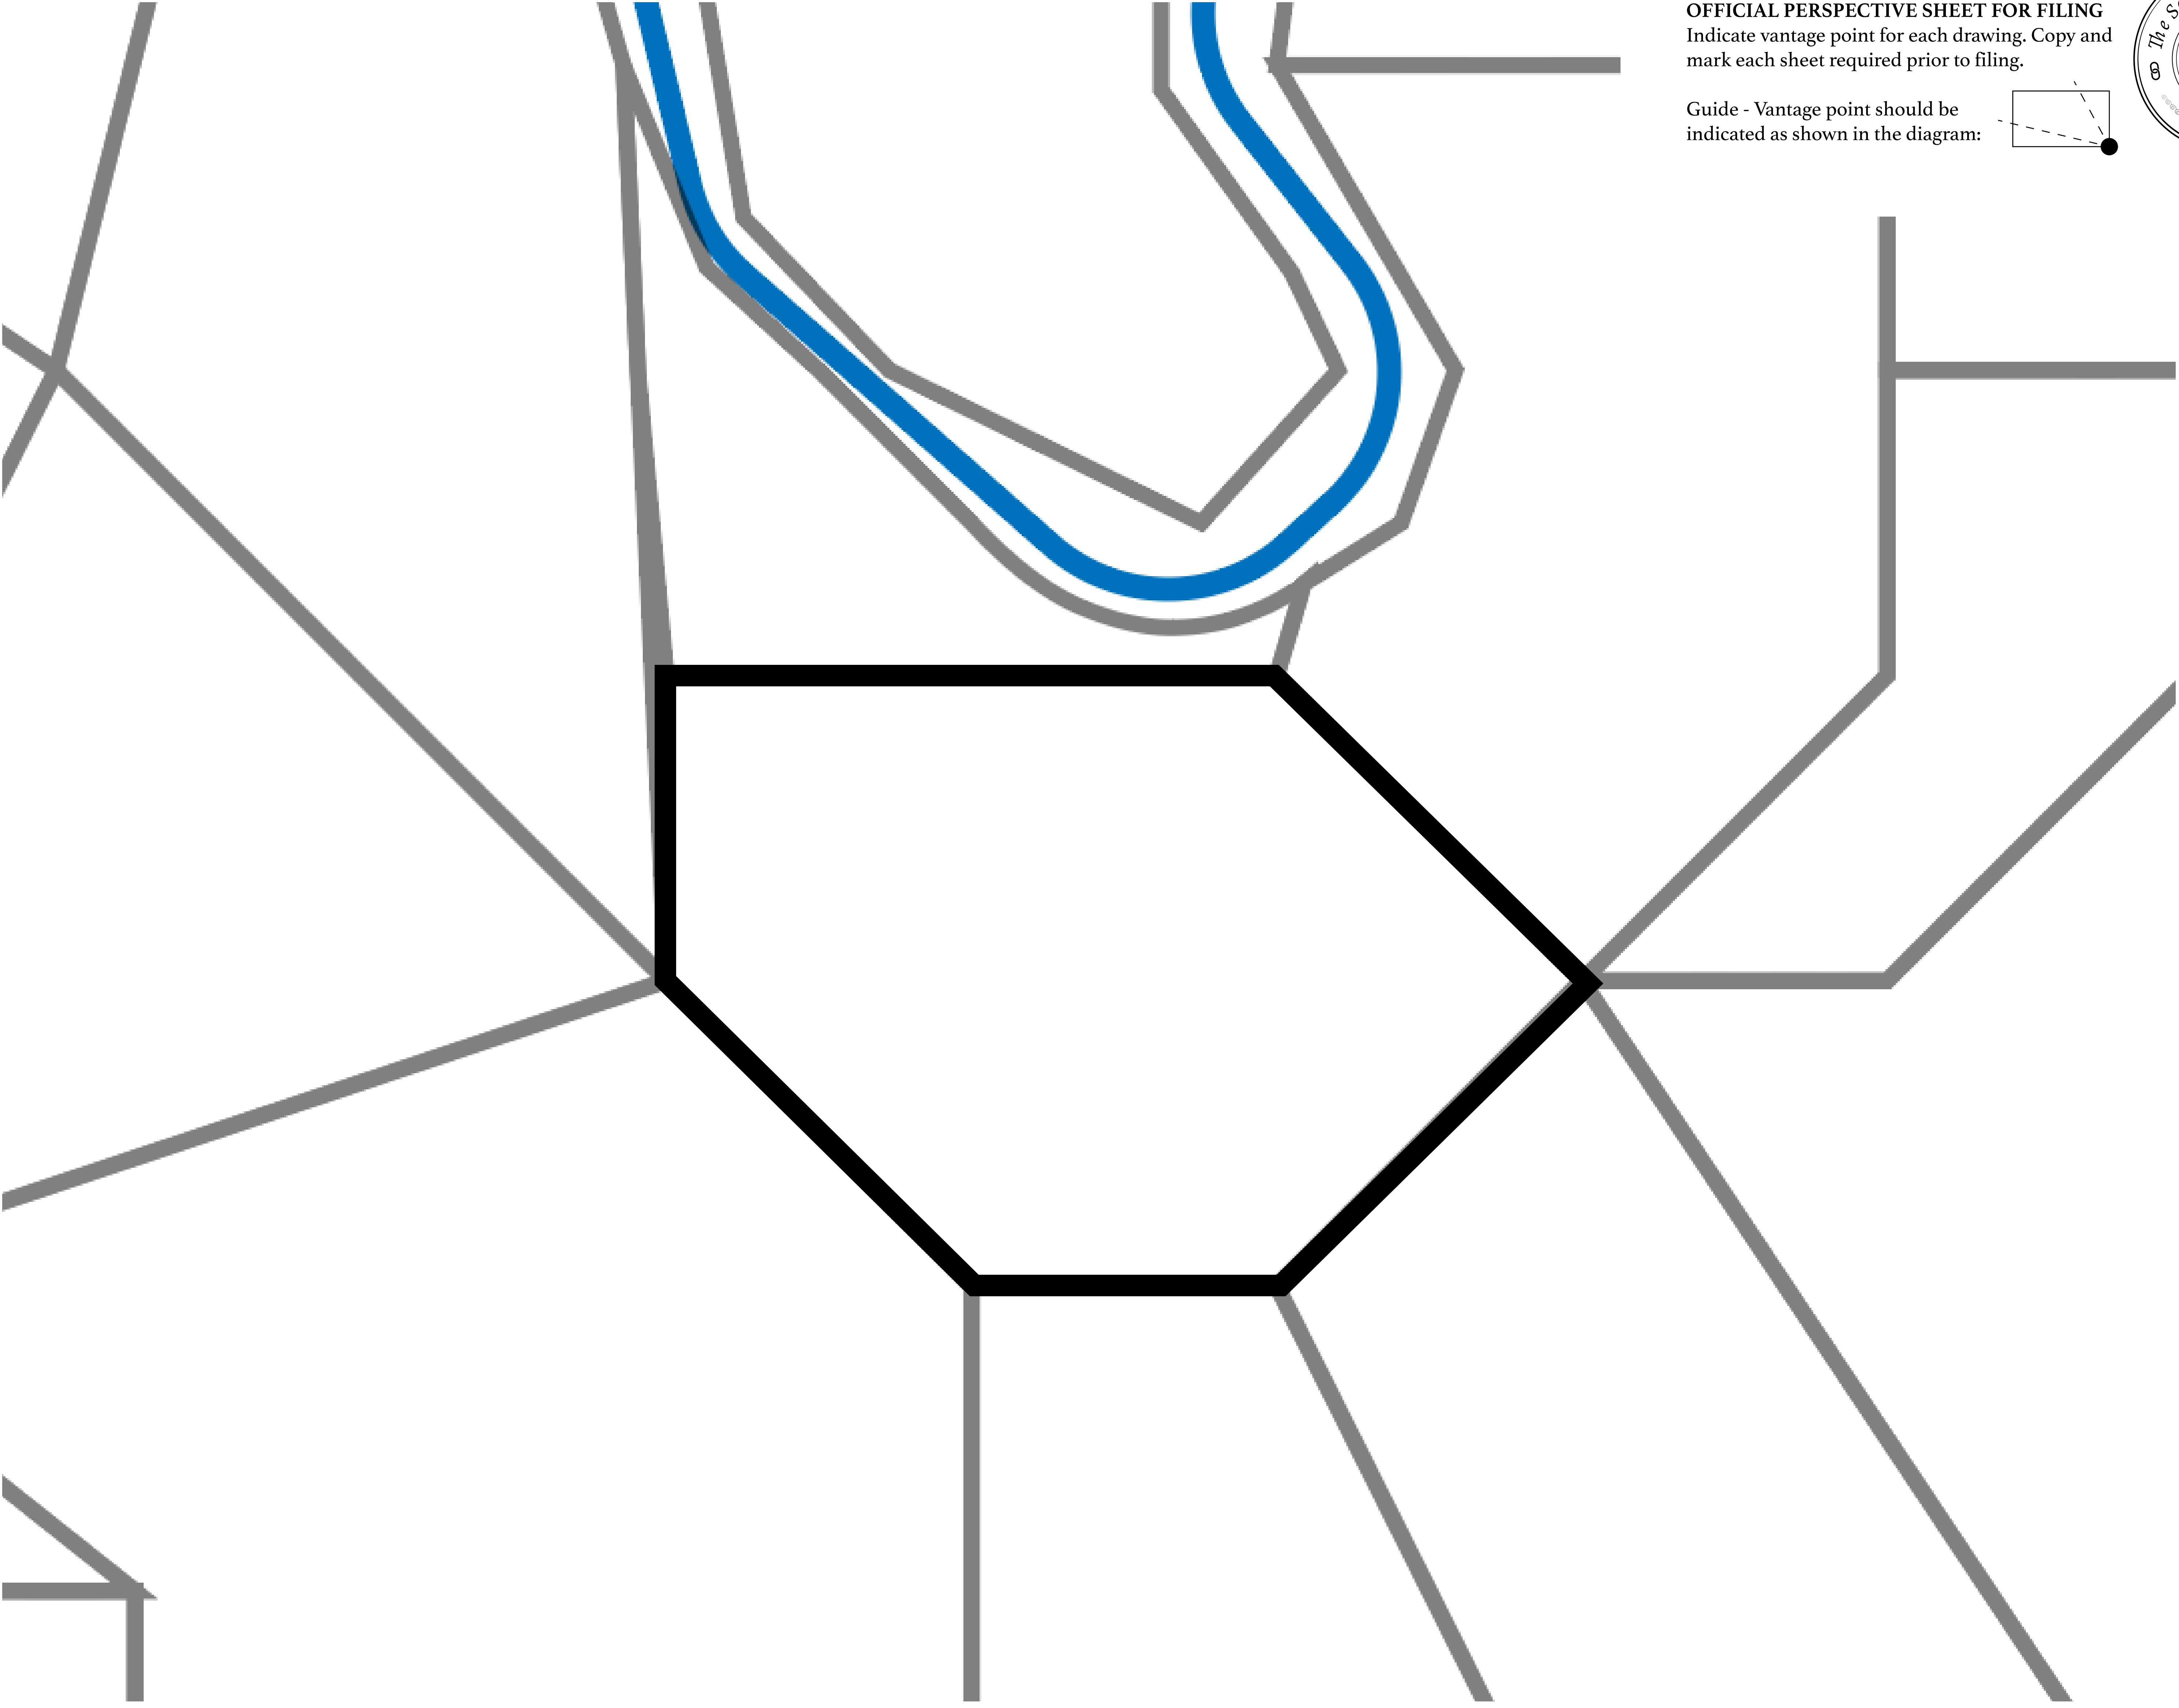 OFFICIAL PERSPECTIVE SHEET FOR FILING
Indicate vantage point for each drawing. Copy and
mark each sheet required prior to filing.
Guide - Vantage point should be
indicated as shown in the diagram:
The